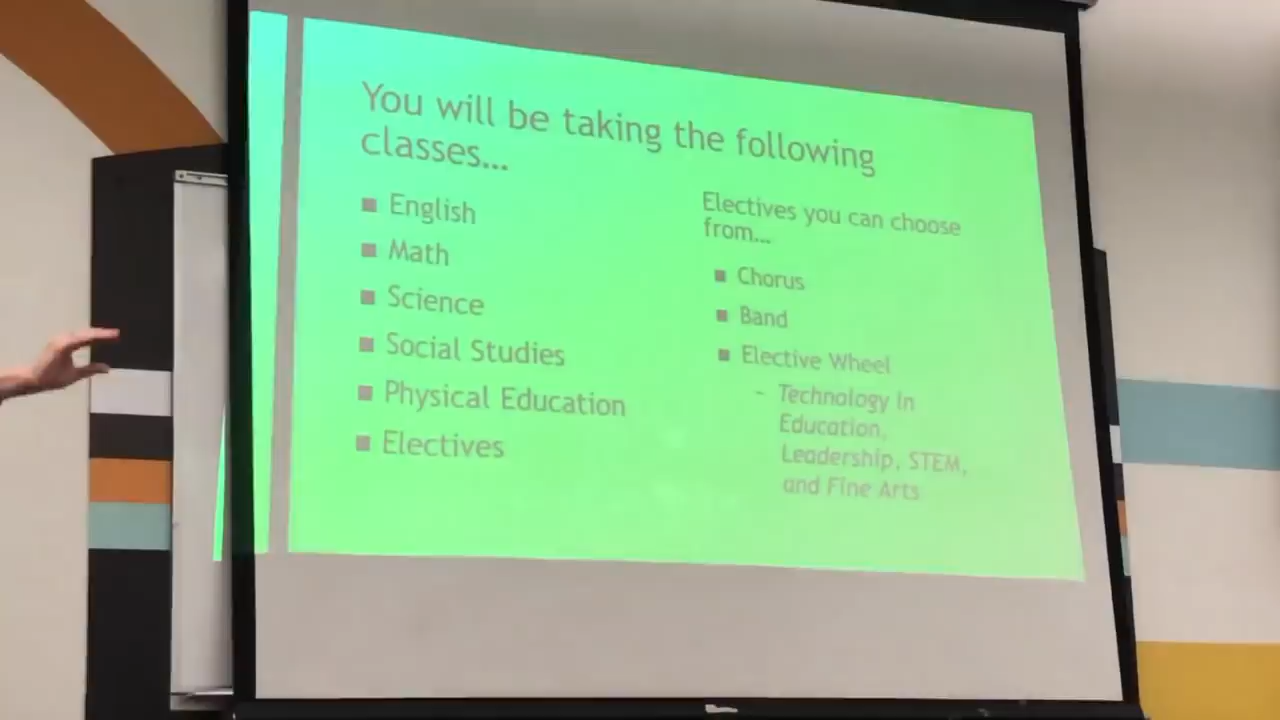 You will be taking the following
classes...
■ English
■ Math
■ Science
■ Social Studies
■ Physical Education
■ Electives
Electives you can choose
from...
■ Chorus
■ Band
■ Elective Wheel
- Technology in
Education,
Leadership, STEM,
and Fine Arts